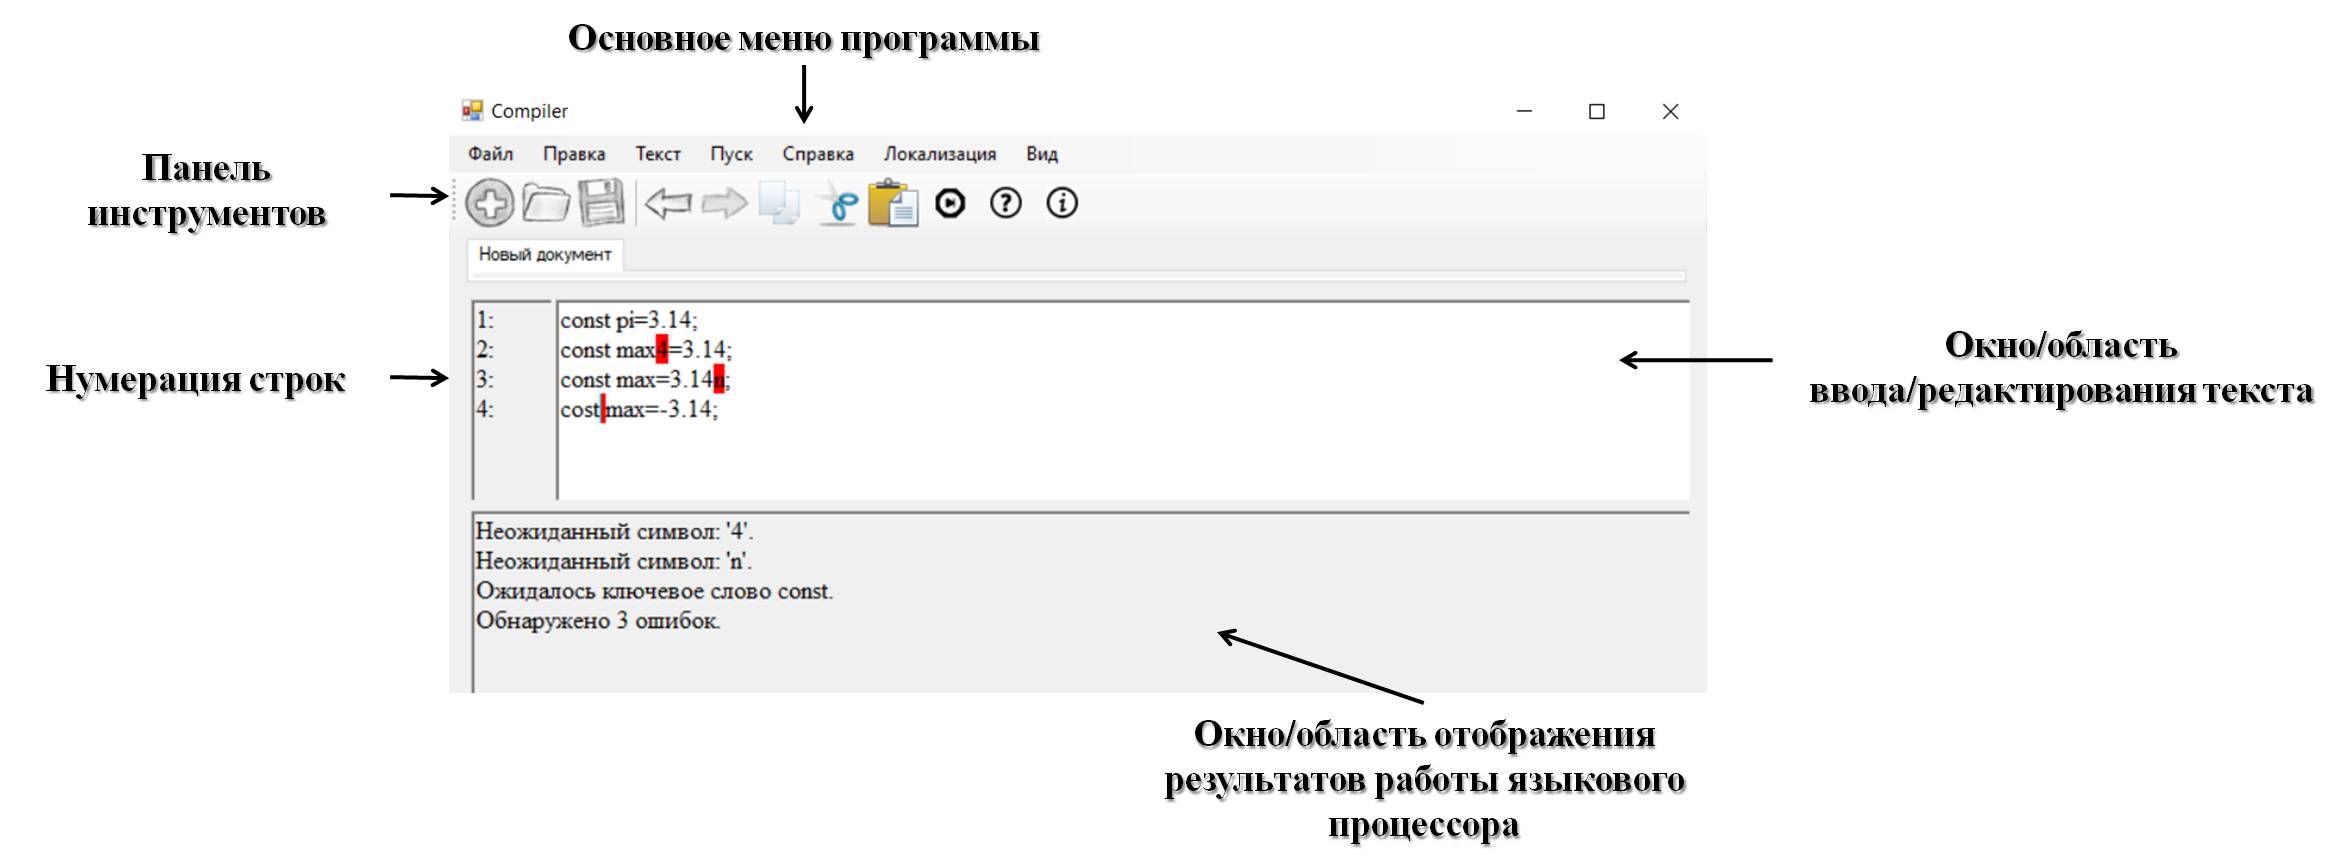 Основное меню программы
Compiler
Файл Правка Текст Пуск Справка Локализация Вид
Панель
инструментов
Новый документ
1: const pi=3.14;
2: const max4=3.14;
3: const max=3.14n;
4: cost max=-3.14;
Нумерация строк
Окно/область
ввода/редактирования текста
Неожиданный символ: '4'.
Неожиданный символ: 'n'.
Ожидалось ключевое слово const.
Обнаружено 3 ошибок.
Окно/область отображения
результатов работы языкового
процессора